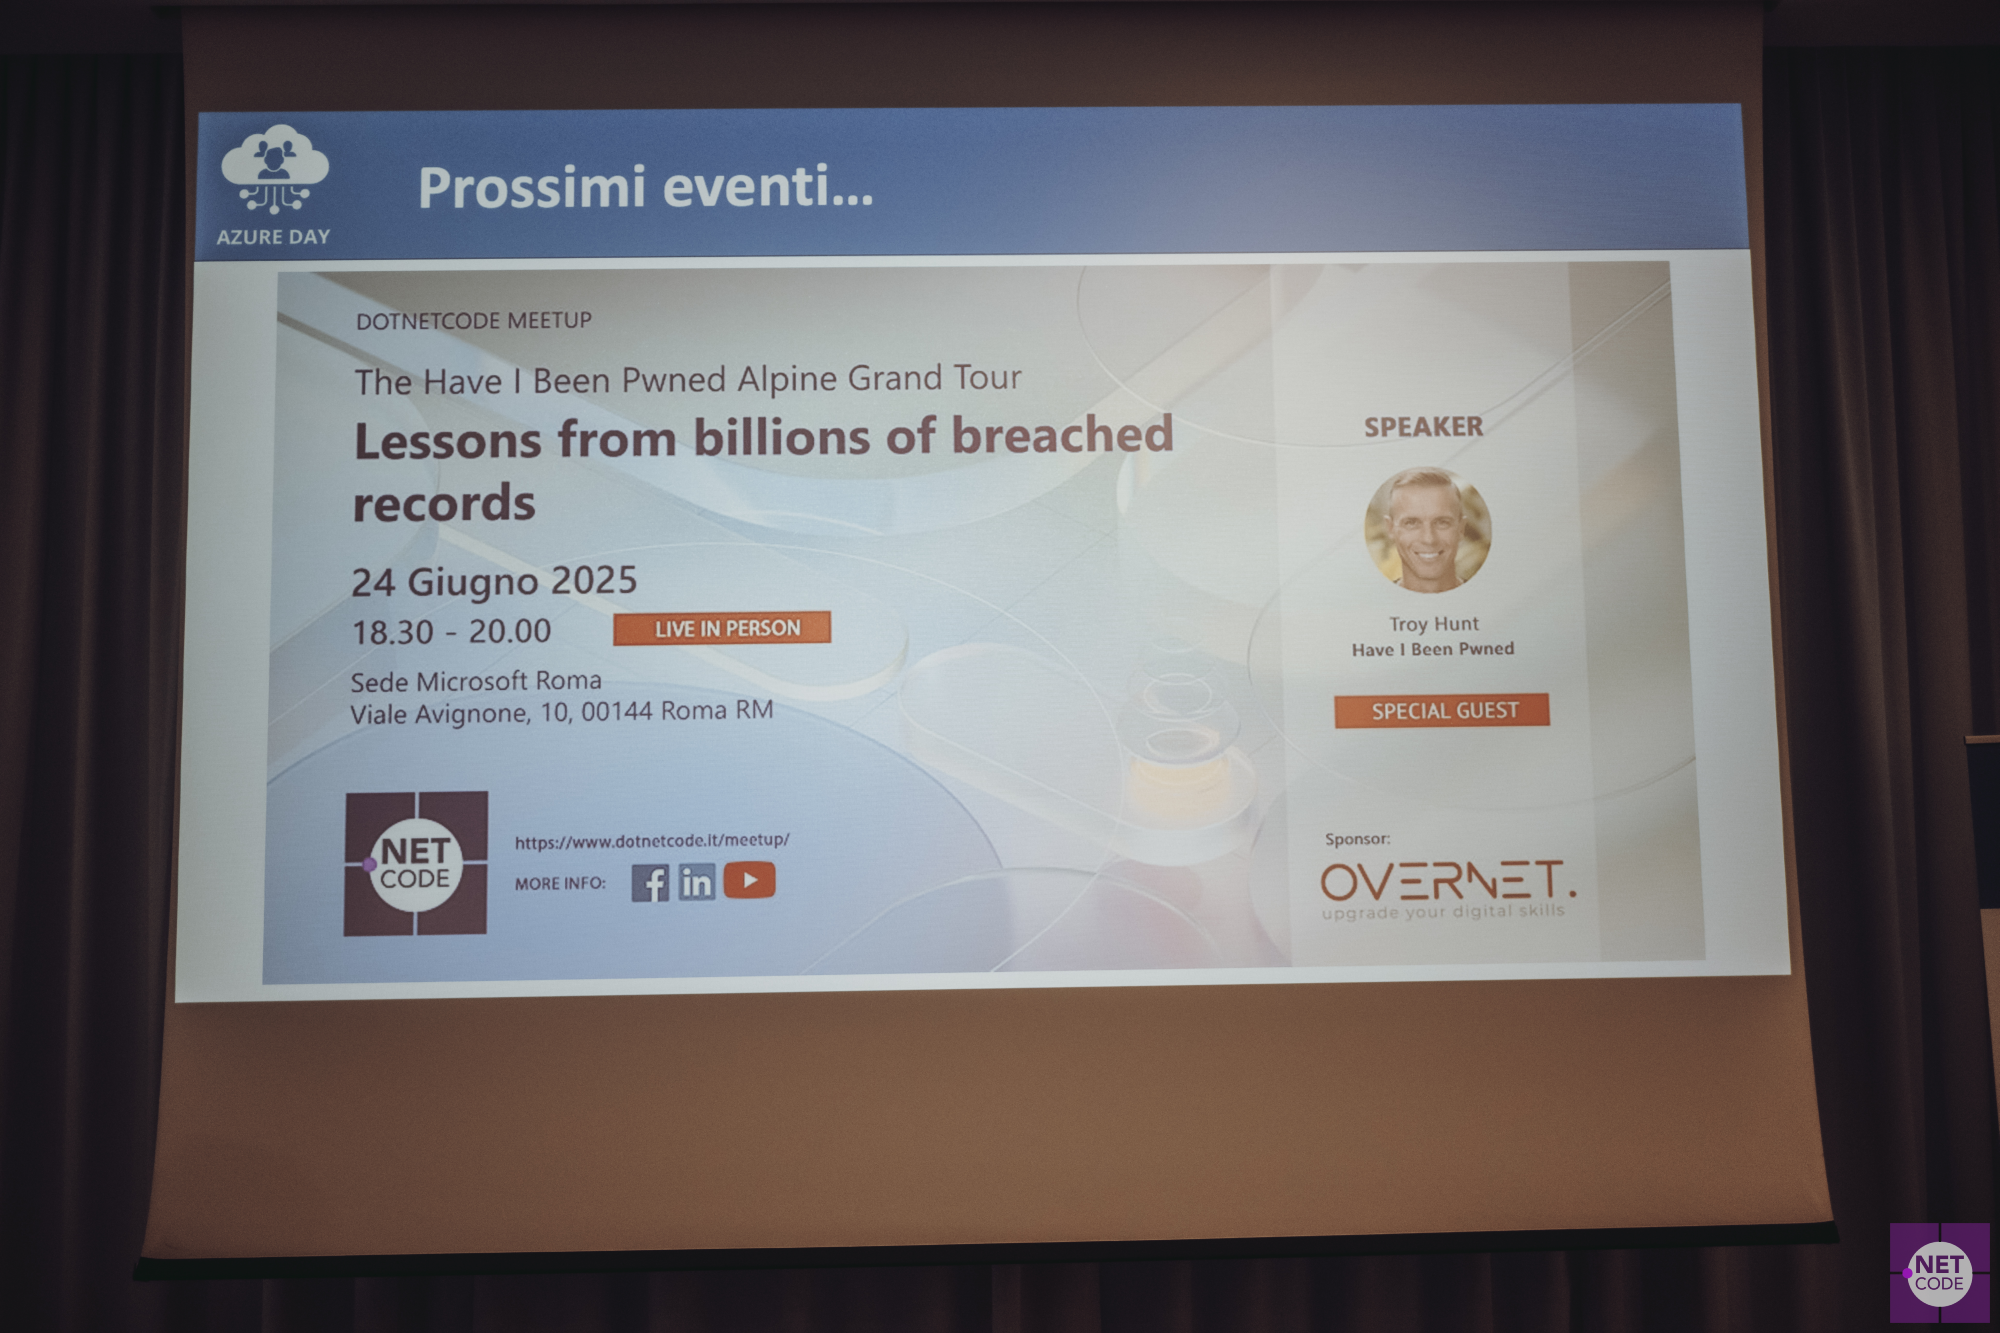 AZURE DAY
Prossimi eventi...
DOTNETCODE MEETUP
The Have I Been Pwned Alpine Grand Tour
Lessons from billions of breached
records
24 Giugno 2025
18.30 - 20.00
LIVE IN PERSON
Sede Microsoft Roma
Viale Avignone, 10, 00144 Roma RM
NET
CODE
https://www.dotnetcode.it/meetup/
MORE INFO:
f
in
SPEAKER
Troy Hunt
Have I Been Pwned
SPECIAL GUEST
Sponsor:
OVERNET.
upgrade your digital skills
NET
CODE